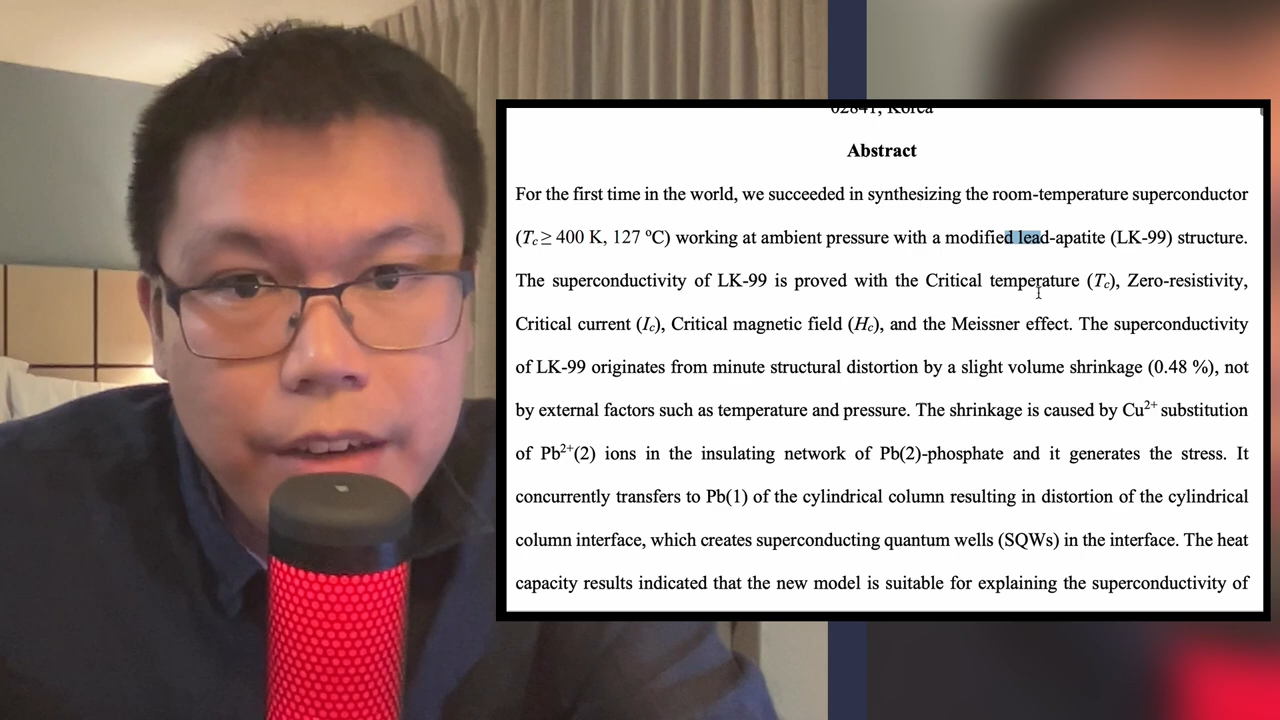 02841, Korea
Abstract
For the first time in the world, we succeeded in synthesizing the room-temperature superconductor
(Tc≥ 400 K, 127 ºC) working at ambient pressure with a modified lead-apatite (LK-99) structure.
The superconductivity of LK-99 is proved with the Critical temperature (Tc), Zero-resistivity,
Critical current (Ic), Critical magnetic field (Hc), and the Meissner effect. The superconductivity
of LK-99 originates from minute structural distortion by a slight volume shrinkage (0.48 %), not
by external factors such as temperature and pressure. The shrinkage is caused by Cu²⁺ substitution
of Pb²⁺(2) ions in the insulating network of Pb(2)-phosphate and it generates the stress. It
concurrently transfers to Pb(1) of the cylindrical column resulting in distortion of the cylindrical
column interface, which creates superconducting quantum wells (SQWs) in the interface. The heat
capacity results indicated that the new model is suitable for explaining the superconductivity of